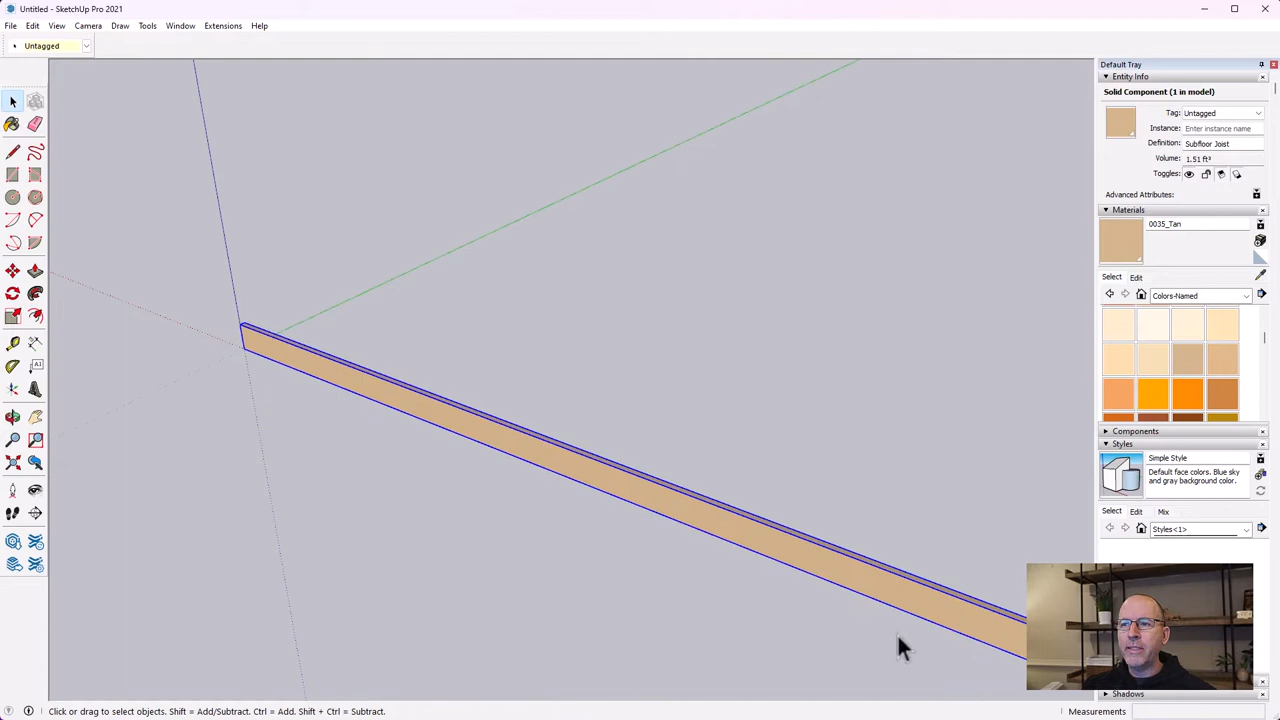 Untitled - SketchUp Pro 2021
File Edit View Camera Draw Tools Window Extensions Help
Untagged
Default Tray
Entity Info
Solid Component (1 in model)
Tag: Untagged
Instance: Enter instance name
Definition: Subfloor Joist
Volume: 1.51 ft³
Toggles:
Advanced Attributes:
Materials
0035_Tan
Select Edit
Colors-Named
Components
Styles
Simple Style
Default face colors. Blue sky
and gray background color.
Select Edit Mix
Styles<1>
Shadows
Click or drag to select objects. Shift = Add/Subtract. Ctrl = Add. Shift + Ctrl = Subtract.
Measurements